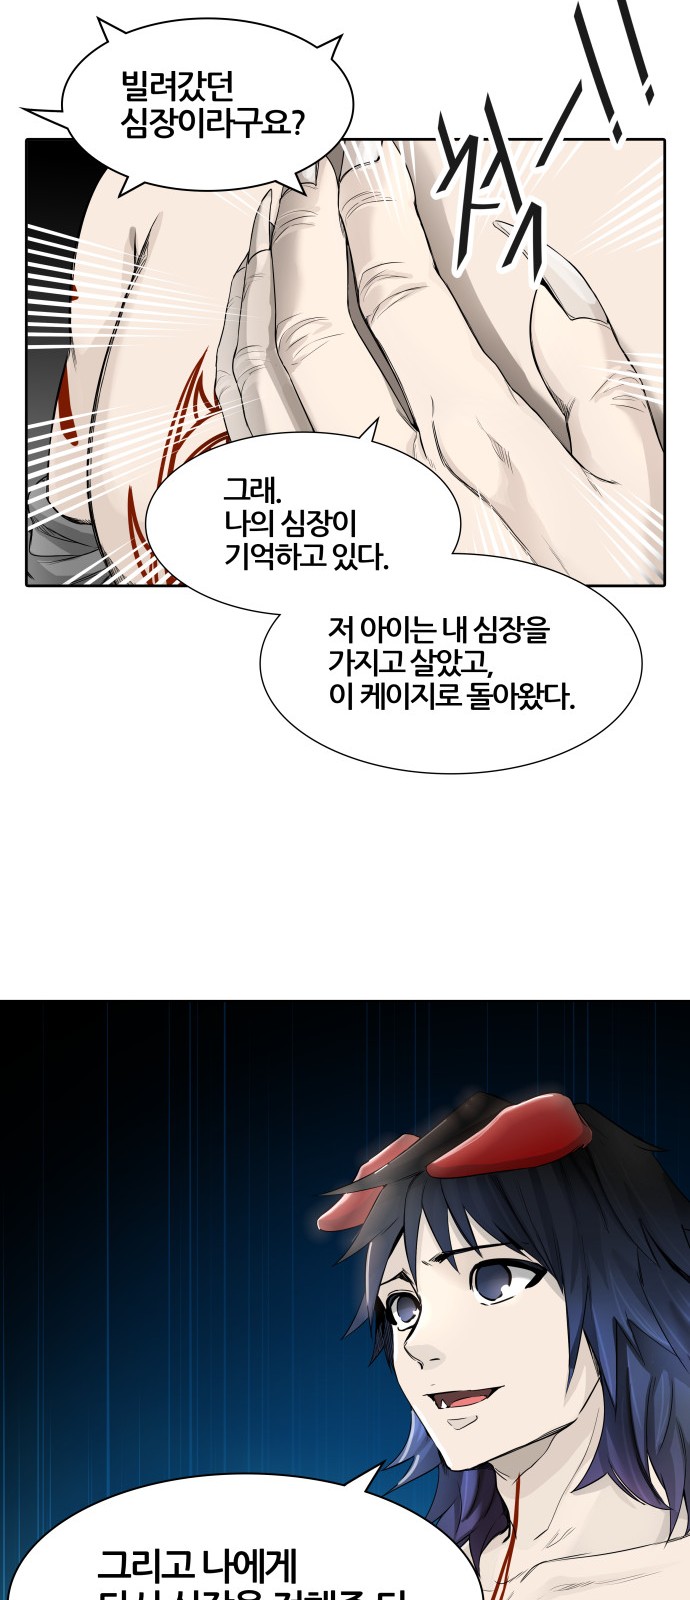 빌려갔던
심장이라구요?
그래.
나의 심장이
기억하고 있다.
저 아이는 내 심장을
가지고 살았고,
이 케이지로 돌아왔다.
그리고 나에게